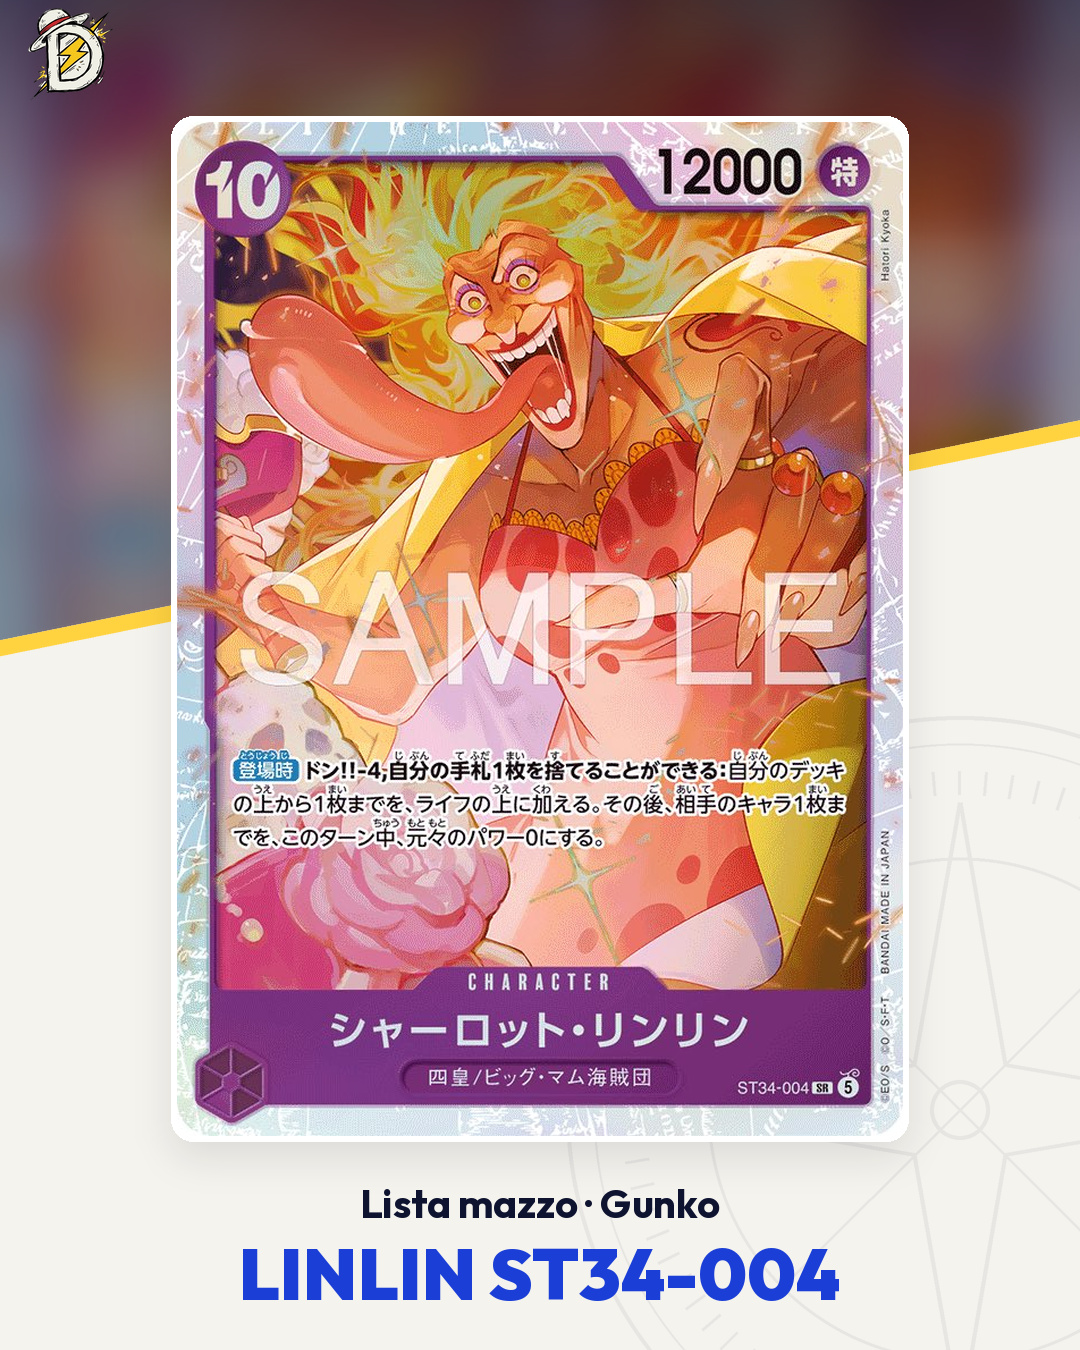 D
10
12000 特
Hatori Kyoka
SAMPLE
登場時 ドン!!-4,自分の手札1枚を捨てることができる:自分のデッキ
の上から1枚までを、ライフの上に加える。その後、相手のキャラ1枚ま
でを、このターン中、元々のパワー0にする。
CHARACTER
シャーロット・リンリン
四皇/ビッグ・マム海賊団
ST34-004 SR 5
©EO/S ©O/S・F・T BANDAI MADE IN JAPAN
Lista mazzo · Gunko
LINLIN ST34-004